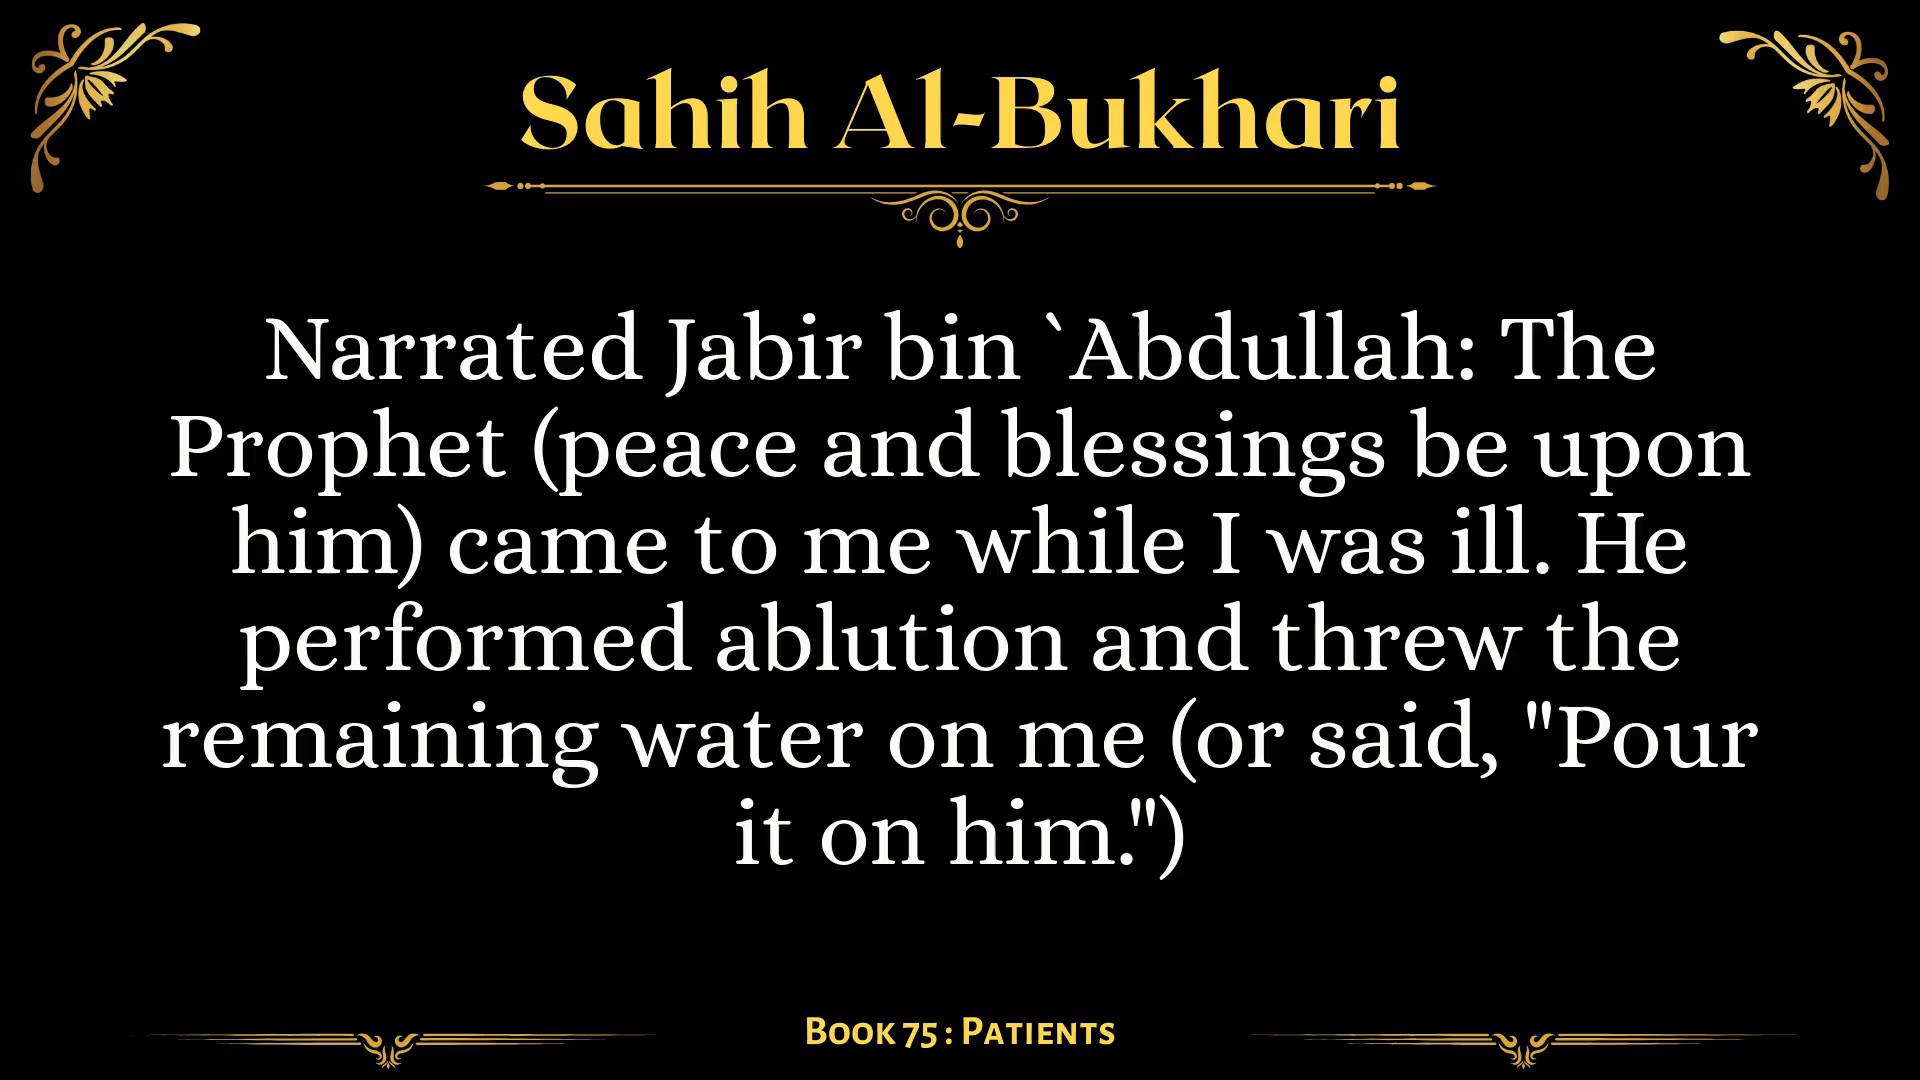 Sahih Al-Bukhari
Narrated Jabir bin `Abdullah: The
Prophet (peace and blessings be upon
him) came to me while I was ill. He
performed ablution and threw the
remaining water on me (or said, "Pour
it on him.")
Book 75 : Patients